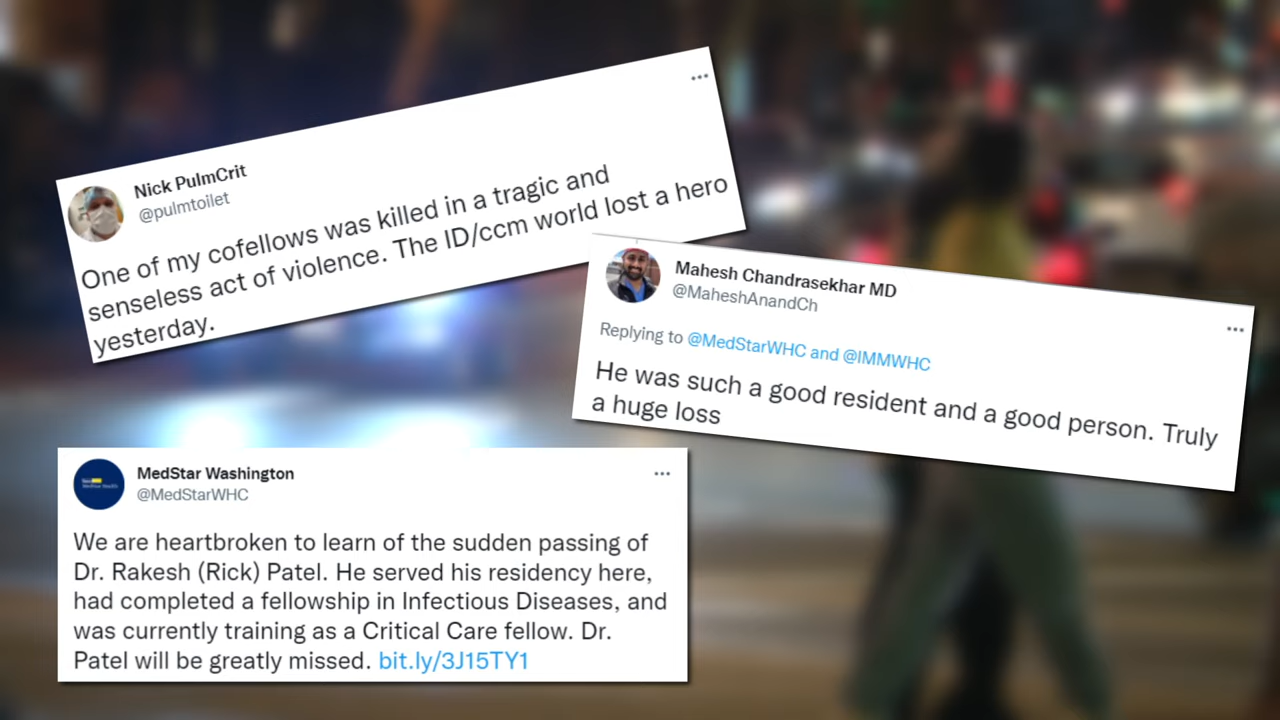 Nick PulmCrit
@pulmtoilet
One of my cofellows was killed in a tragic and
senseless act of violence. The ID/ccm world lost a hero
yesterday.
Mahesh Chandrasekhar MD
@MaheshAnandCh
Replying to @MedStarWHC and @IMMWHC
He was such a good resident and a good person. Truly
a huge loss
MedStar Washington
@MedStarWHC
We are heartbroken to learn of the sudden passing of
Dr. Rakesh (Rick) Patel. He served his residency here,
had completed a fellowship in Infectious Diseases, and
was currently training as a Critical Care fellow. Dr.
Patel will be greatly missed. bit.ly/3J15TY1